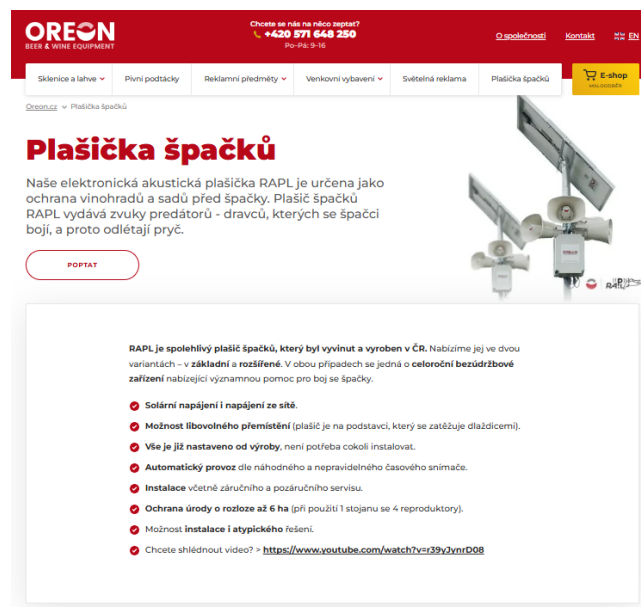 OREON
BEER & WINE EQUIPMENT
Chcete se nás na něco zeptat?
+420 571 648 250
Po-Pá: 9-16
O společnosti
Kontakt
EN
Sklenice a lahve
Pivní podtácky
Reklamní předměty
Venkovní vybavení
Světelná reklama
Plašička špačků
E-shop
MALOODBĚR
Oreon.cz
Plašička špačků
Plašička špačků
Naše elektronická akustická plašička RAPL je určena jako
ochrana vinohradů a sadů před špačky. Plašič špačků
RAPL vydává zvuky predátorů - dravců, kterých se špačci
bojí, a proto odlétají pryč.
POPTAT
RAPL je spolehlivý plašič špačků, který byl vyvinut a vyroben v ČR. Nabízíme jej ve dvou
variantách – v základní a rozšířené. V obou případech se jedná o celoroční bezúdržbové
zařízení nabízející významnou pomoc pro boj se špačky.
Solární napájení i napájení ze sítě.
Možnost libovolného přemístění (plašič je na podstavci, který se zatěžuje dlaždicemi).
Vše je již nastaveno od výroby, není potřeba cokoli instalovat.
Automatický provoz dle náhodného a nepravidelného časového snímače.
Instalace včetně záručního a pozáručního servisu.
Ochrana úrody o rozloze až 6 ha (při použití 1 stojanu se 4 reproduktory).
Možnost instalace i atypického řešení.
Chcete shlédnout video? > https://www.youtube.com/watch?v=r39yJynrD08